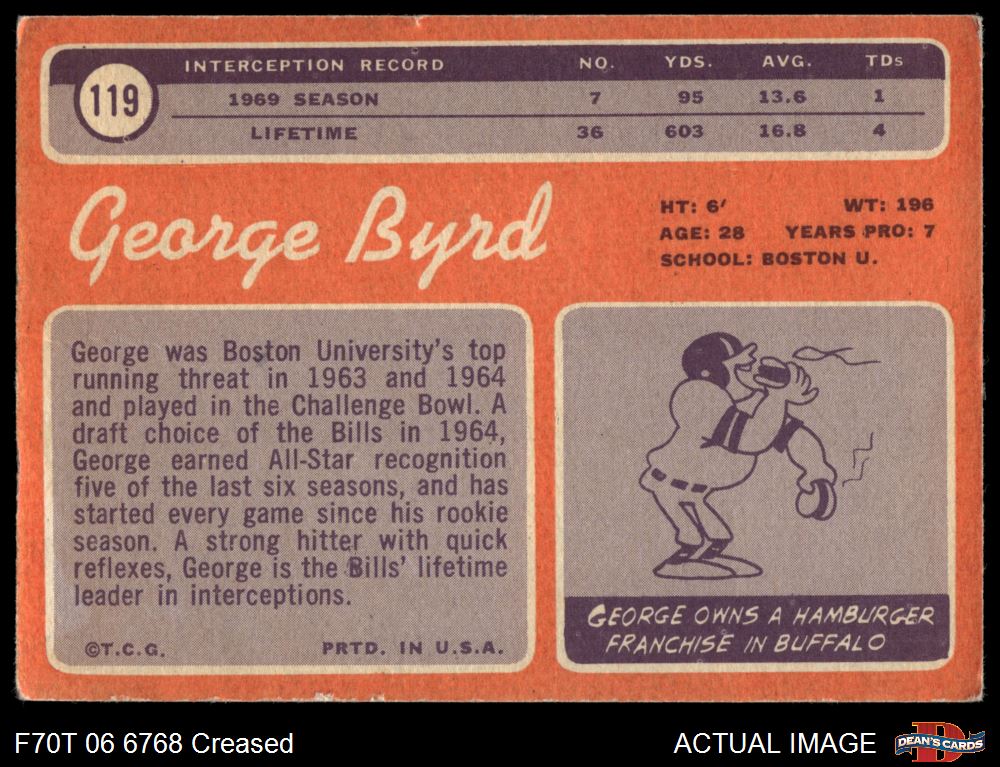 INTERCEPTION RECORD NO. YDS. AVG. TDs
119
1969 SEASON 7 95 13.6 1
LIFETIME 36 603 16.8 4
George Byrd
HT: 6′ WT: 196
AGE: 28 YEARS PRO: 7
SCHOOL: BOSTON U.
George was Boston University's top
running threat in 1963 and 1964
and played in the Challenge Bowl. A
draft choice of the Bills in 1964,
George earned All-Star recognition
five of the last six seasons, and has
started every game since his rookie
season. A strong hitter with quick
reflexes, George is the Bills' lifetime
leader in interceptions.
©T.C.G. PRTD. IN U.S.A.
GEORGE OWNS A HAMBURGER
FRANCHISE IN BUFFALO
F70T 06 6768 Creased
ACTUAL IMAGE
D
DEAN'S CARDS